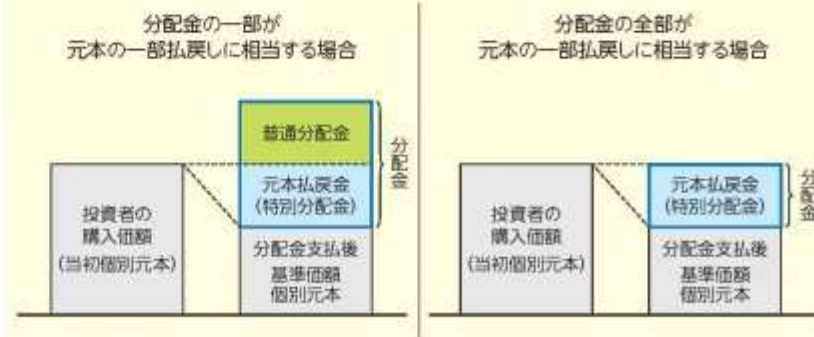 分配金の一部が
元本の一部払戻しに相当する場合
普通分配金
元本払戻金
(特別分配金)
分配金
投資者の
購入価額
(当初個別元本)
分配金支払後
基準価額
個別元本
分配金の全部が
元本の一部払戻しに相当する場合
元本払戻金
(特別分配金)
分配金
投資者の
購入価額
(当初個別元本)
分配金支払後
基準価額
個別元本